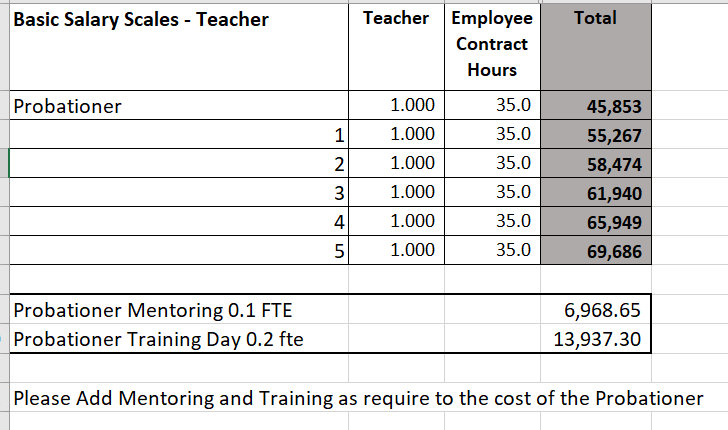 Basic Salary Scales - Teacher Teacher Employee Contract Hours Total
Probationer 1.000 35.0 45,853
1 1.000 35.0 55,267
2 1.000 35.0 58,474
3 1.000 35.0 61,940
4 1.000 35.0 65,949
5 1.000 35.0 69,686
Probationer Mentoring 0.1 FTE 6,968.65
Probationer Training Day 0.2 fte 13,937.30
Please Add Mentoring and Training as require to the cost of the Probationer